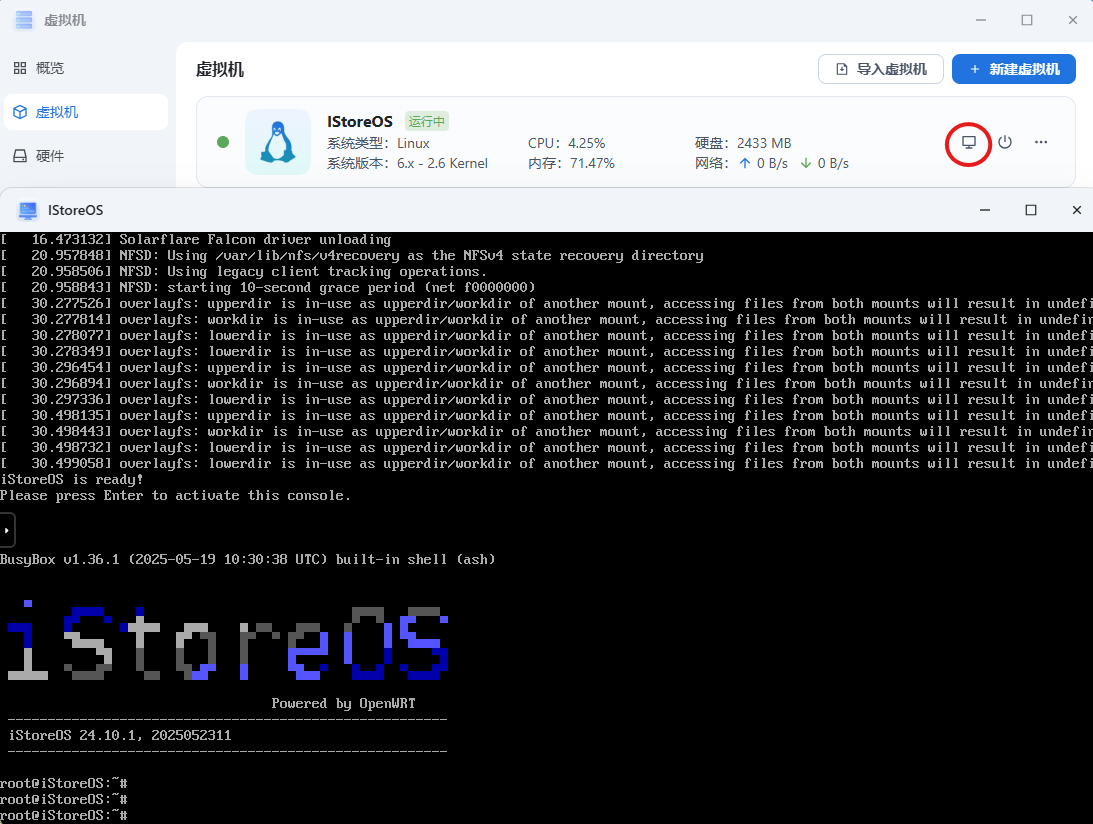 虚拟机
概览
虚拟机
硬件
虚拟机
导入虚拟机
+ 新建虚拟机
IStoreOS 运行中
系统类型: Linux CPU: 4.25% 硬盘: 2433 MB
系统版本: 6.x - 2.6 Kernel 内存: 71.47% 网络: ↑ 0 B/s ↓ 0 B/s
IStoreOS
[   16.473132] Solarflare Falcon driver unloading
[   20.957848] NFSD: Using /var/lib/nfs/v4recovery as the NFSv4 state recovery directory
[   20.958506] NFSD: Using legacy client tracking operations.
[   20.958843] NFSD: starting 10-second grace period (net f0000000)
[   30.277526] overlayfs: upperdir is in-use as upperdir/workdir of another mount, accessing files from both mounts will result in undefi
[   30.277814] overlayfs: workdir is in-use as upperdir/workdir of another mount, accessing files from both mounts will result in undefin
[   30.278077] overlayfs: lowerdir is in-use as upperdir/workdir of another mount, accessing files from both mounts will result in undefi
[   30.278349] overlayfs: lowerdir is in-use as upperdir/workdir of another mount, accessing files from both mounts will result in undefi
[   30.296454] overlayfs: upperdir is in-use as upperdir/workdir of another mount, accessing files from both mounts will result in undefi
[   30.296894] overlayfs: workdir is in-use as upperdir/workdir of another mount, accessing files from both mounts will result in undefin
[   30.297336] overlayfs: lowerdir is in-use as upperdir/workdir of another mount, accessing files from both mounts will result in undefi
[   30.498135] overlayfs: upperdir is in-use as upperdir/workdir of another mount, accessing files from both mounts will result in undefi
[   30.498443] overlayfs: workdir is in-use as upperdir/workdir of another mount, accessing files from both mounts will result in undefin
[   30.498732] overlayfs: lowerdir is in-use as upperdir/workdir of another mount, accessing files from both mounts will result in undefi
[   30.499058] overlayfs: lowerdir is in-use as upperdir/workdir of another mount, accessing files from both mounts will result in undefi
iStoreOS is ready!
Please press Enter to activate this console.
BusyBox v1.36.1 (2025-05-19 10:30:38 UTC) built-in shell (ash)
iStoreOS
Powered by OpenWRT
iStoreOS 24.10.1, 2025052311
root@iStoreOS:~#
root@iStoreOS:~#
root@iStoreOS:~#